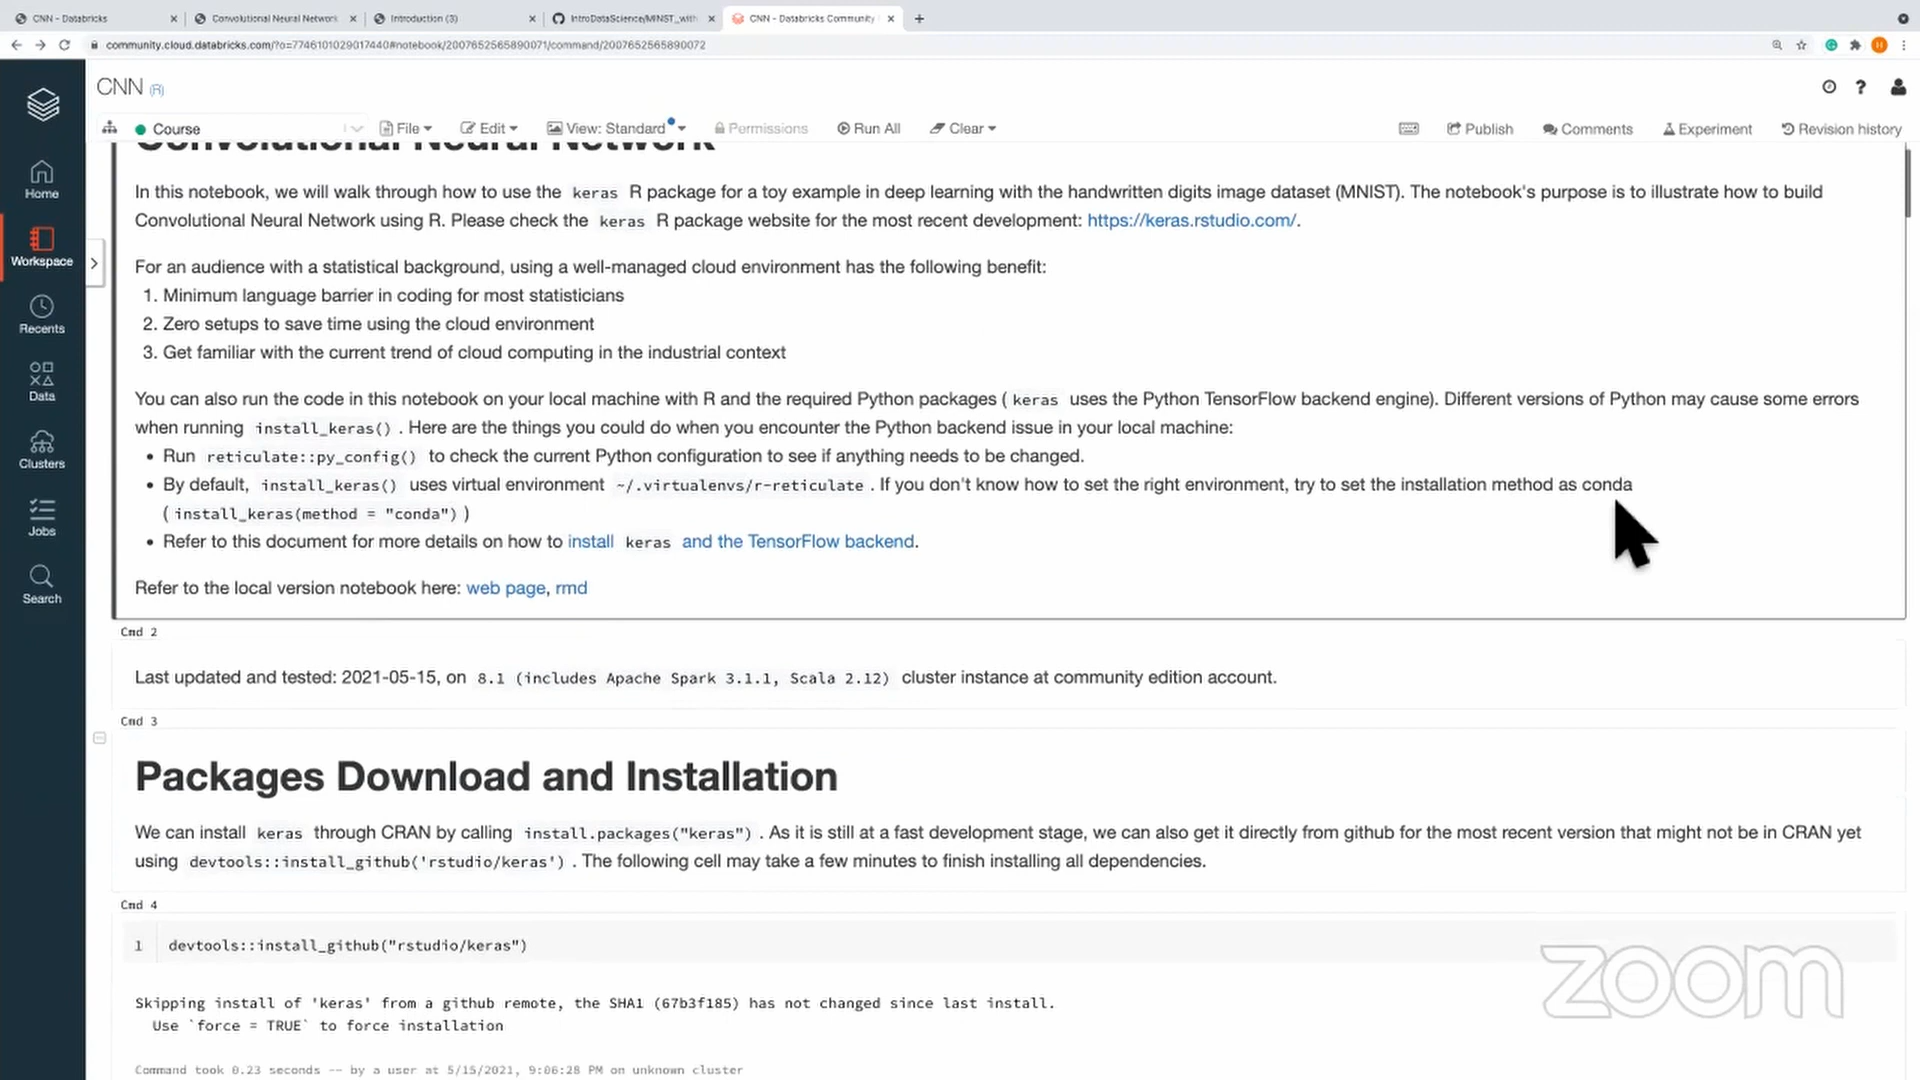 CNN - Databricks
Convolutional Neural Network
Introduction (3)
IntroDataScience/MINST_with
CNN - Databricks Community
community.cloud.databricks.com/?o=7746101029017440#notebook/2007652565890071/command/2007652565890072
H
CNN (R)
Course
File
Edit
View: Standard
Permissions
Run All
Clear
Publish
Comments
Experiment
Revision history
Home
Workspace
Recents
Data
Clusters
Jobs
Search
Convolutional Neural Network
In this notebook, we will walk through how to use the keras R package for a toy example in deep learning with the handwritten digits image dataset (MNIST). The notebook's purpose is to illustrate how to build
Convolutional Neural Network using R. Please check the keras R package website for the most recent development: https://keras.rstudio.com/.
For an audience with a statistical background, using a well-managed cloud environment has the following benefit:
1. Minimum language barrier in coding for most statisticians
2. Zero setups to save time using the cloud environment
3. Get familiar with the current trend of cloud computing in the industrial context
You can also run the code in this notebook on your local machine with R and the required Python packages ( keras uses the Python TensorFlow backend engine). Different versions of Python may cause some errors
when running install_keras() . Here are the things you could do when you encounter the Python backend issue in your local machine:
• Run reticulate::py_config() to check the current Python configuration to see if anything needs to be changed.
• By default, install_keras() uses virtual environment ~/.virtualenvs/r-reticulate . If you don't know how to set the right environment, try to set the installation method as conda
( install_keras(method = "conda") )
• Refer to this document for more details on how to install keras and the TensorFlow backend.
Refer to the local version notebook here: web page, rmd
Cmd 2
Last updated and tested: 2021-05-15, on 8.1 (includes Apache Spark 3.1.1, Scala 2.12) cluster instance at community edition account.
Cmd 3
Packages Download and Installation
We can install keras through CRAN by calling install.packages("keras") . As it is still at a fast development stage, we can also get it directly from github for the most recent version that might not be in CRAN yet
using devtools::install_github('rstudio/keras') . The following cell may take a few minutes to finish installing all dependencies.
Cmd 4
1 devtools::install_github("rstudio/keras")
Skipping install of 'keras' from a github remote, the SHA1 (67b3f185) has not changed since last install.
Use `force = TRUE` to force installation
Command took 0.23 seconds -- by a user at 5/15/2021, 9:06:28 PM on unknown cluster
zoom